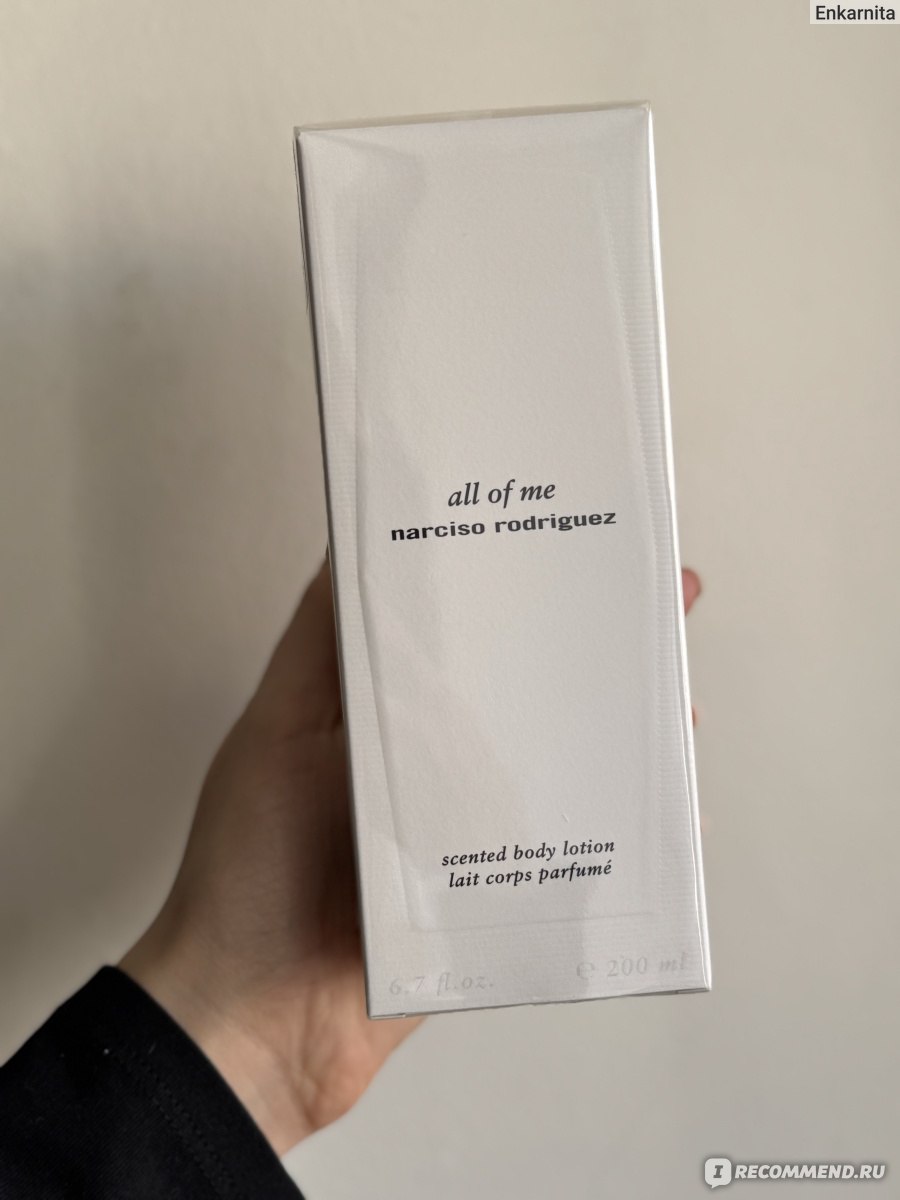 Enkarnita
all of me
narciso rodriguez
scented body lotion
lait corps parfumé
6.7 fl.oz. ℮ 200 ml
I RECOMMEND.RU